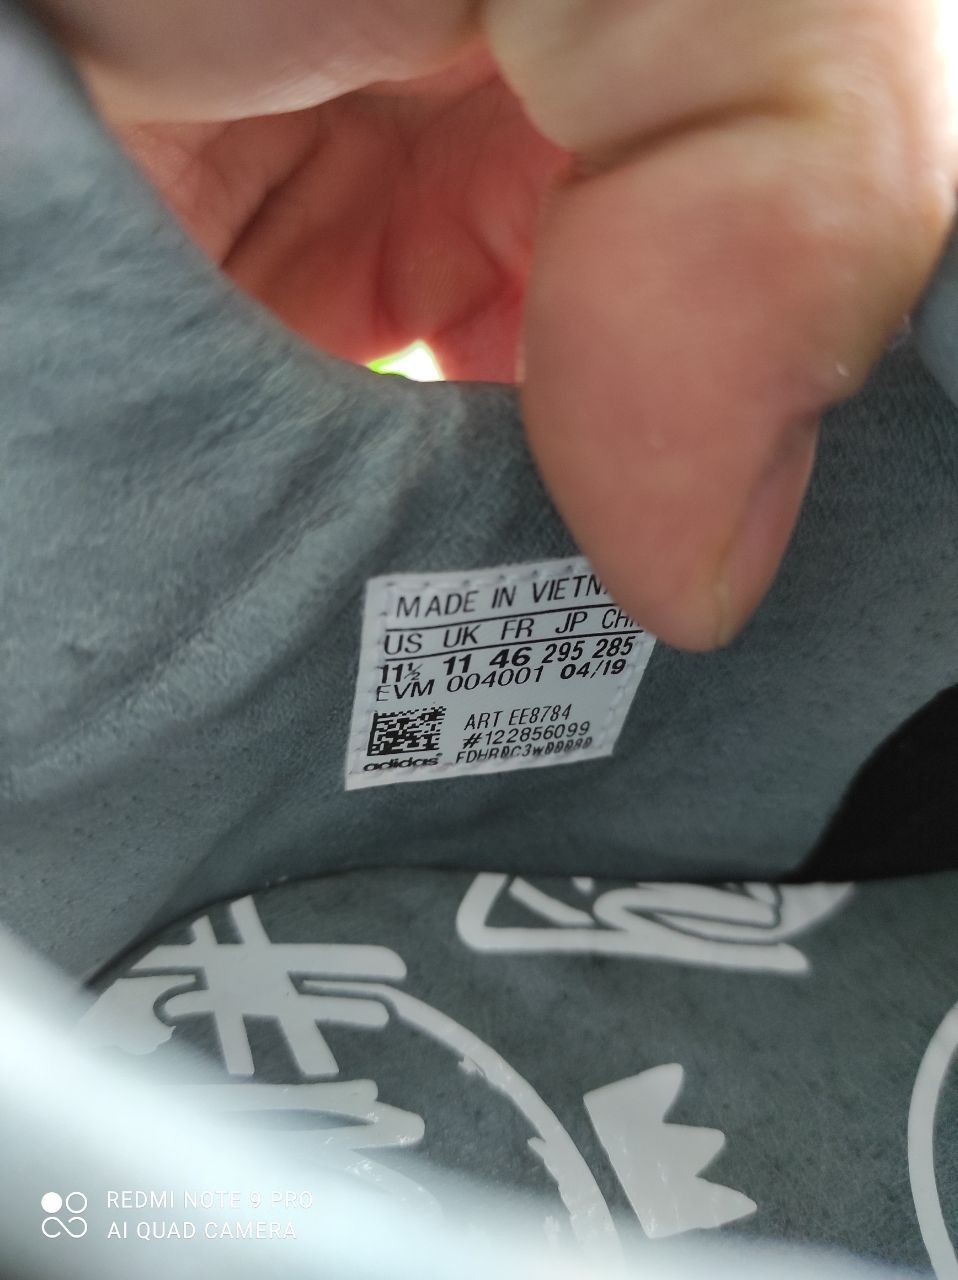 MADE IN VIETN
US UK FR JP CH
11½ 11 46 295 285
EVM 004001 04/19
ART EE8784
#122856099
adidas
REDMI NOTE 9 PRO
AI QUAD CAMERA